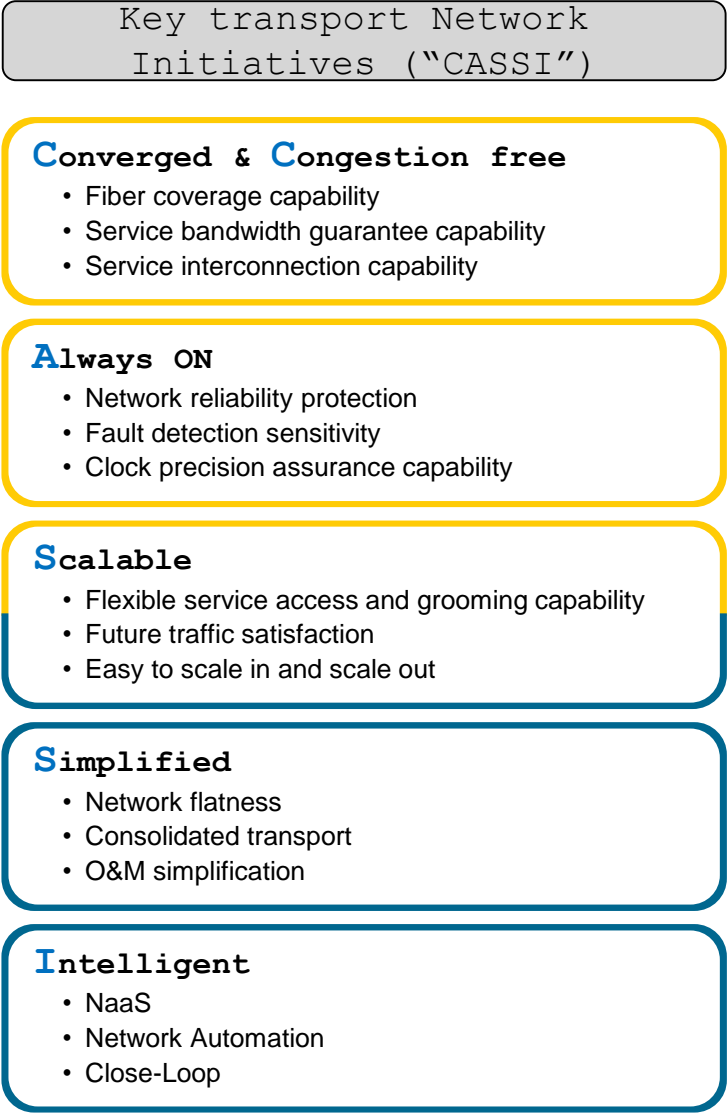 Key transport Network
Initiatives (“CASSI”)
Converged & Congestion free
• Fiber coverage capability
• Service bandwidth guarantee capability
• Service interconnection capability
Always ON
• Network reliability protection
• Fault detection sensitivity
• Clock precision assurance capability
Scalable
• Flexible service access and grooming capability
• Future traffic satisfaction
• Easy to scale in and scale out
Simplified
• Network flatness
• Consolidated transport
• O&M simplification
Intelligent
• NaaS
• Network Automation
• Close-Loop